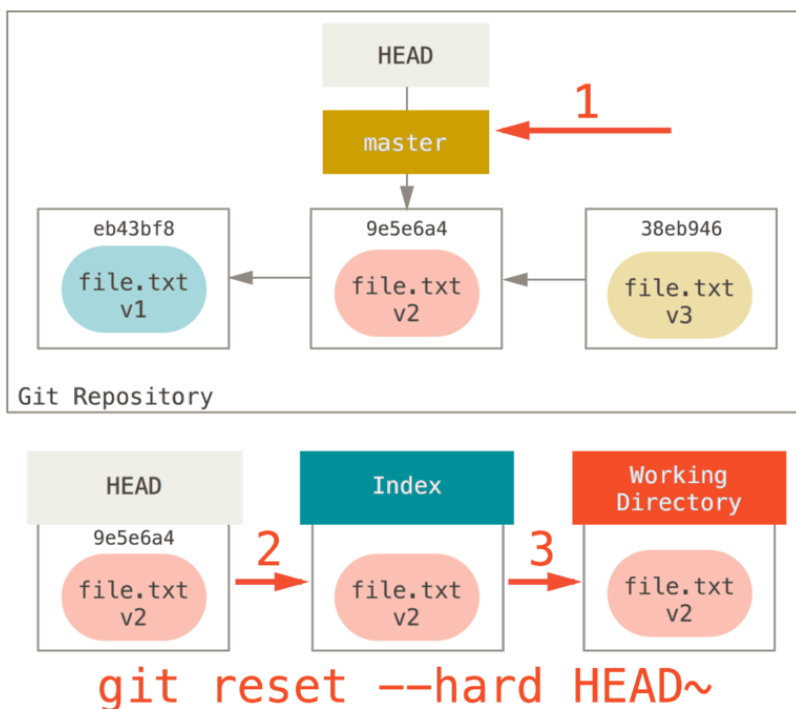 HEAD
1
master
eb43bf8
9e5e6a4
38eb946
file.txt
v1
file.txt
v2
file.txt
v3
Git Repository
HEAD
Index
Working
Directory
9e5e6a4
2
3
file.txt
v2
file.txt
v2
file.txt
v2
git reset --hard HEAD~